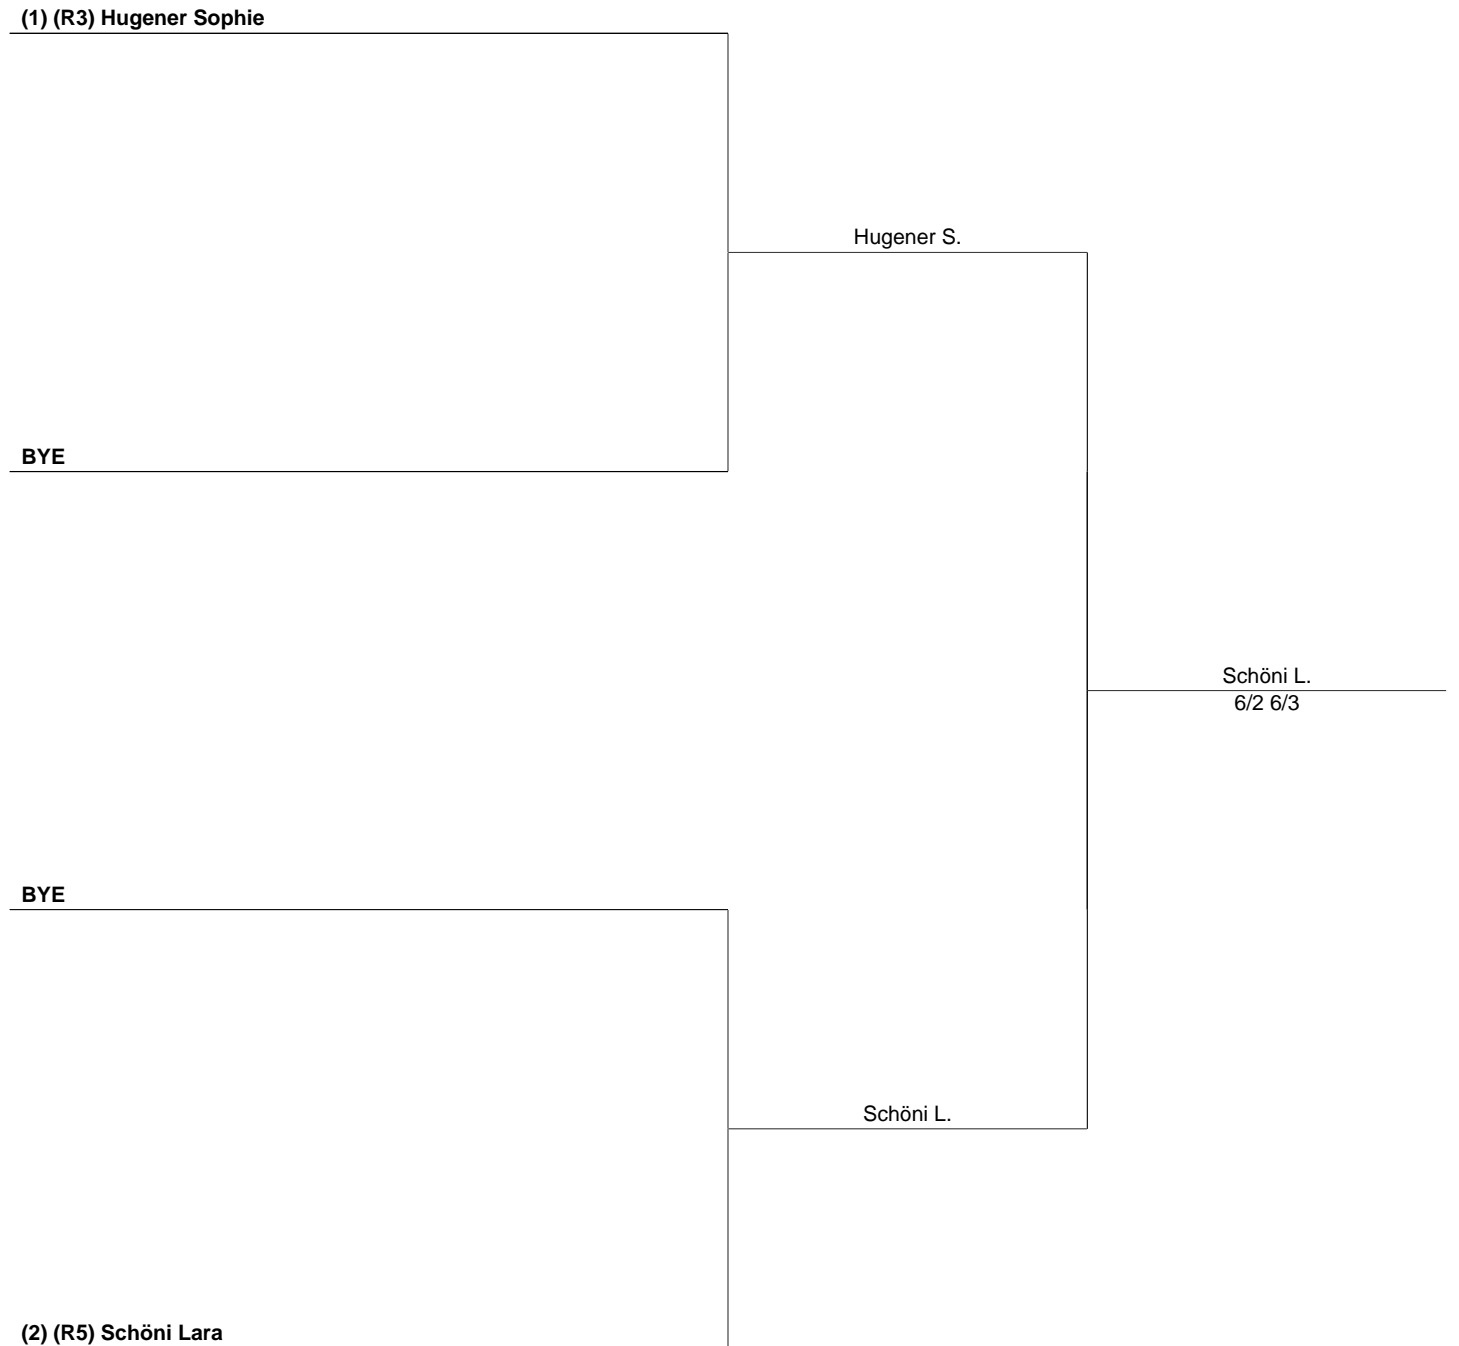 (1) (R3) Hugener Sophie
Hugener S.
BYE
Schöni L.
6/2 6/3
BYE
Schöni L.
(2) (R5) Schöni Lara